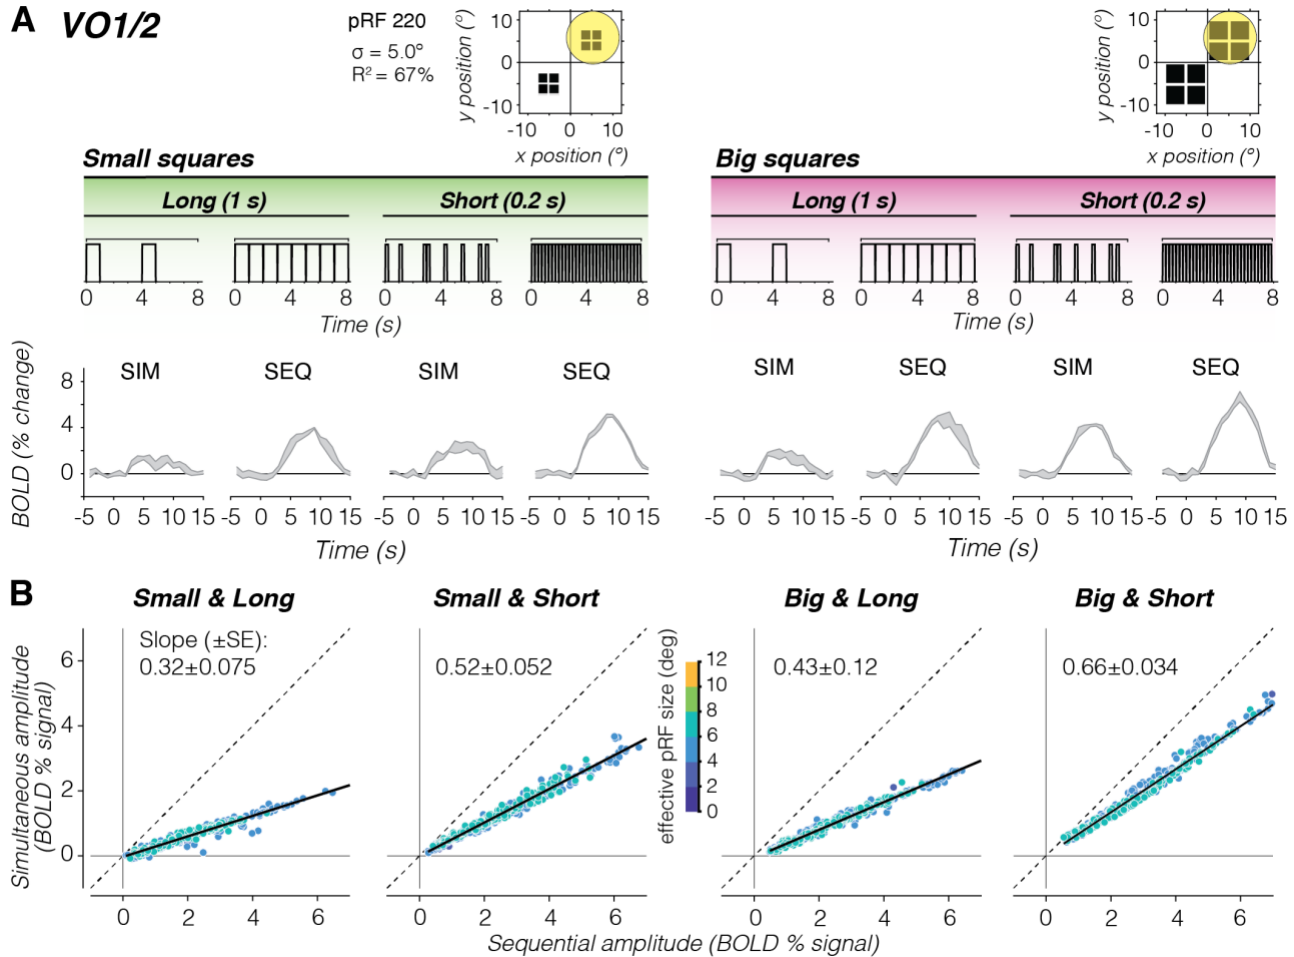 A VO1/2
pRF 220
σ = 5.0°
R² = 67%
y position (°)
10
0
-10
-10 0 10
x position (°)
y position (°)
10
0
-10
-10 0 10
x position (°)
Small squares
Big squares
Long (1 s) Short (0.2 s)
Long (1 s) Short (0.2 s)
0 4 8 0 4 8 0 4 8 0 4 8
0 4 8 0 4 8 0 4 8 0 4 8
Time (s)
Time (s)
BOLD (% change)
8
4
0
SIM SEQ SIM SEQ
SIM SEQ SIM SEQ
-5 0 5 10 15 -5 0 5 10 15 -5 0 5 10 15 -5 0 5 10 15
-5 0 5 10 15 -5 0 5 10 15 -5 0 5 10 15 -5 0 5 10 15
Time (s)
Time (s)
B
Small & Long Small & Short Big & Long Big & Short
Slope (±SE):
0.32±0.075
0.52±0.052
0.43±0.12
0.66±0.034
effective pRF size (deg)
12
10
8
6
4
2
0
Simultaneous amplitude
(BOLD % signal)
6
4
2
0
0 2 4 6 0 2 4 6 0 2 4 6 0 2 4 6
Sequential amplitude (BOLD % signal)